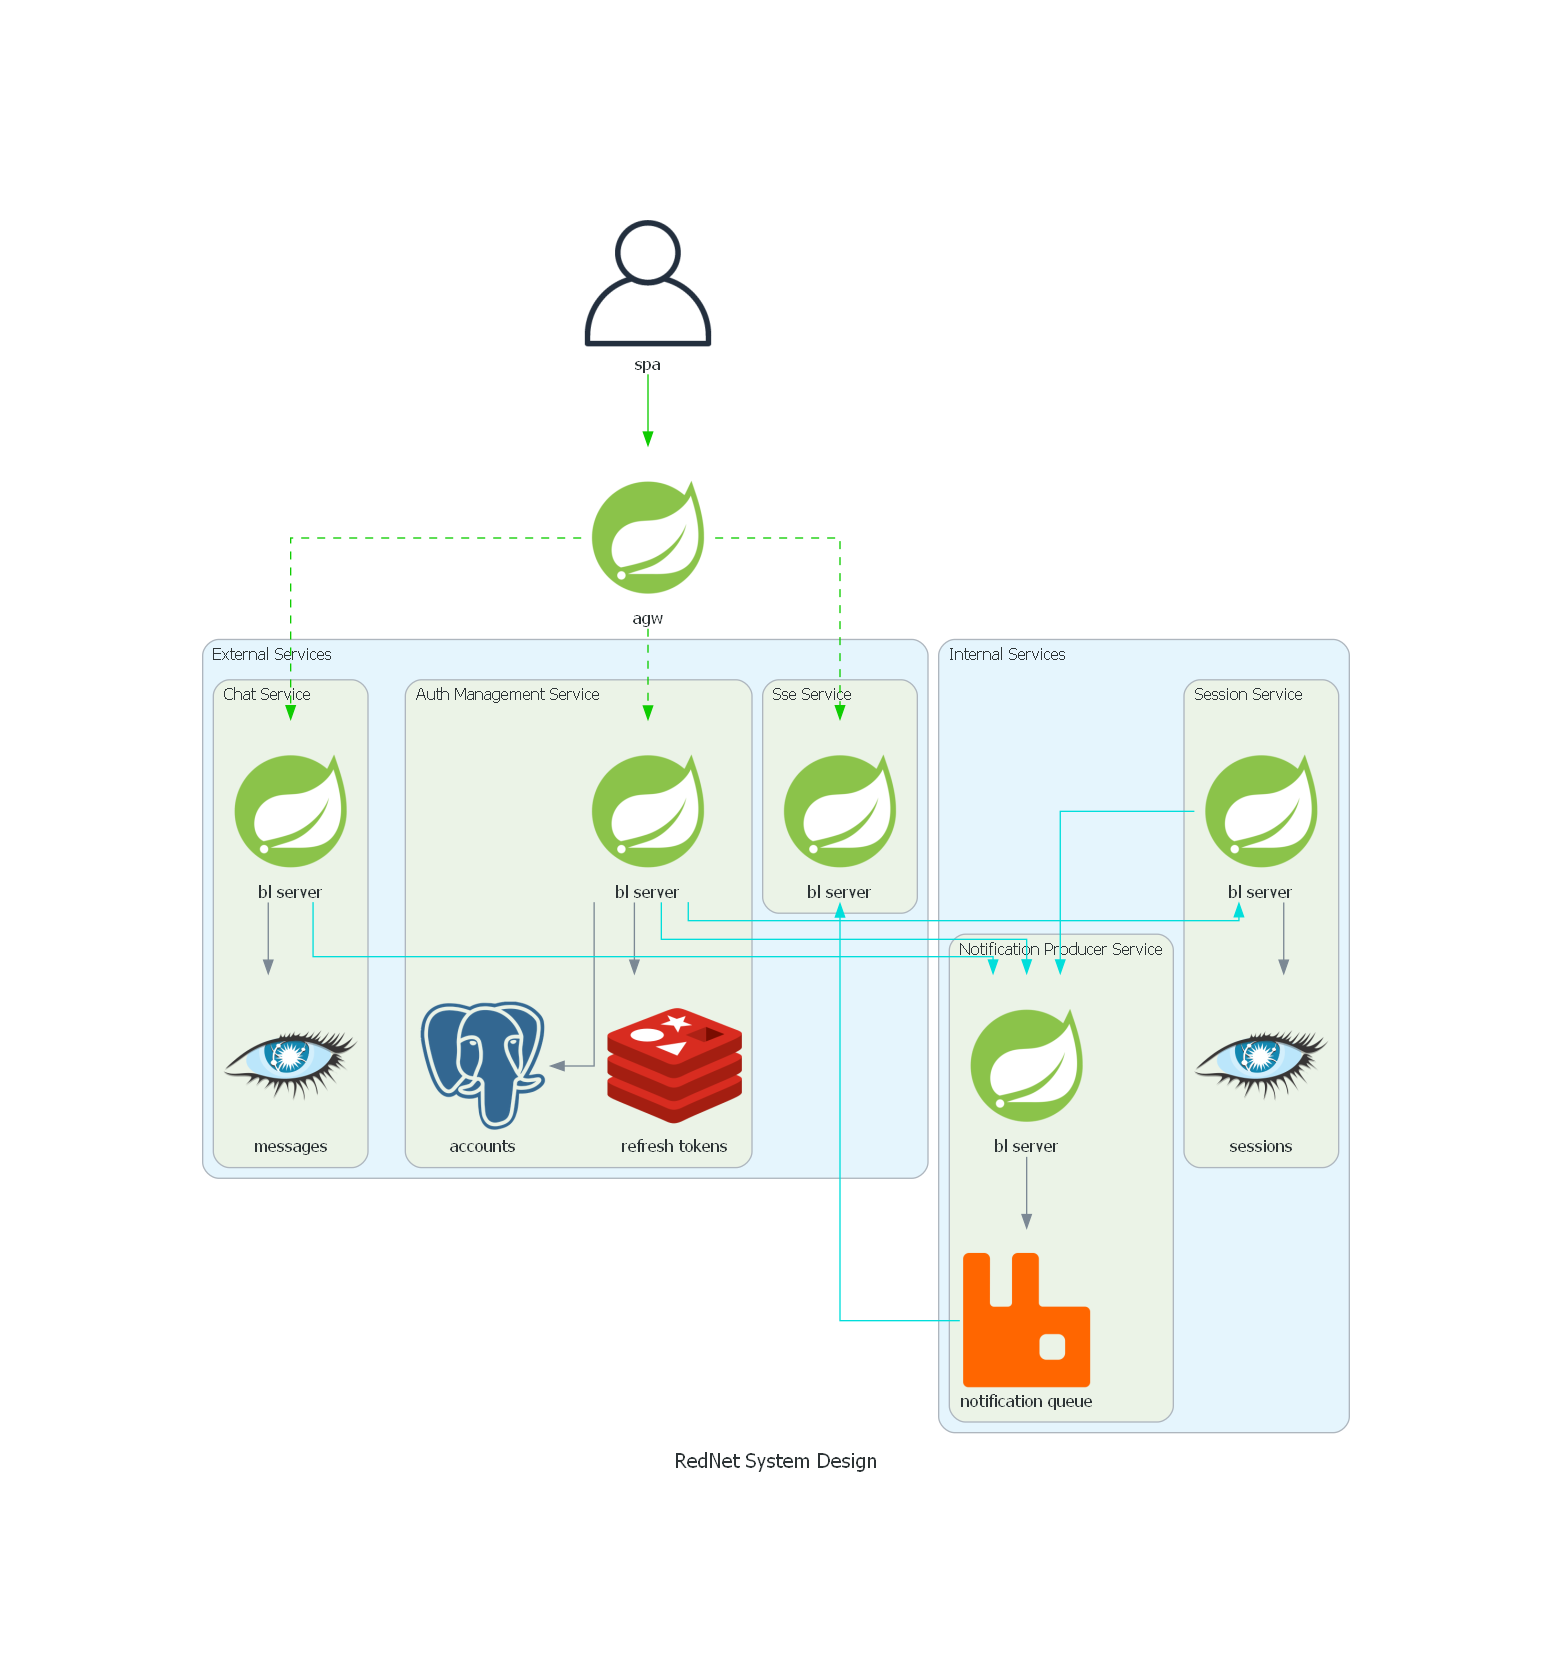 spa
agw
External Services
Internal Services
Chat Service
Auth Management Service
Sse Service
Session Service
bl server
bl server
bl server
bl server
Notification Producer Service
messages
accounts
refresh tokens
bl server
sessions
notification queue
RedNet System Design